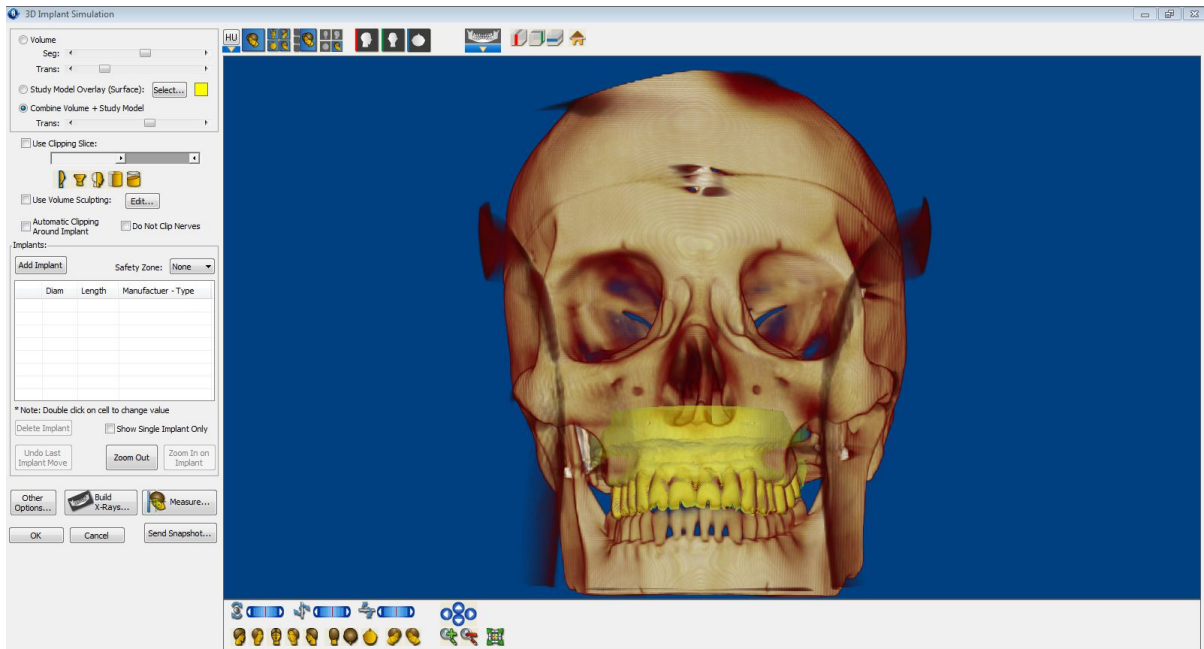 3D Implant Simulation
Volume
Seg:
Trans:
Study Model Overlay (Surface): Select...
Combine Volume + Study Model
Trans:
Use Clipping Slice:
Use Volume Sculpting: Edit...
Automatic Clipping
Around Implant
Do Not Clip Nerves
Implants:
Add Implant Safety Zone: None
Diam Length Manufactuer - Type
* Note: Double click on cell to change value
Delete Implant Show Single Implant Only
Undo Last
Implant Move
Zoom Out
Zoom In on
Implant
Other
Options...
Build
X-Rays...
Measure...
OK Cancel Send Snapshot...
HU